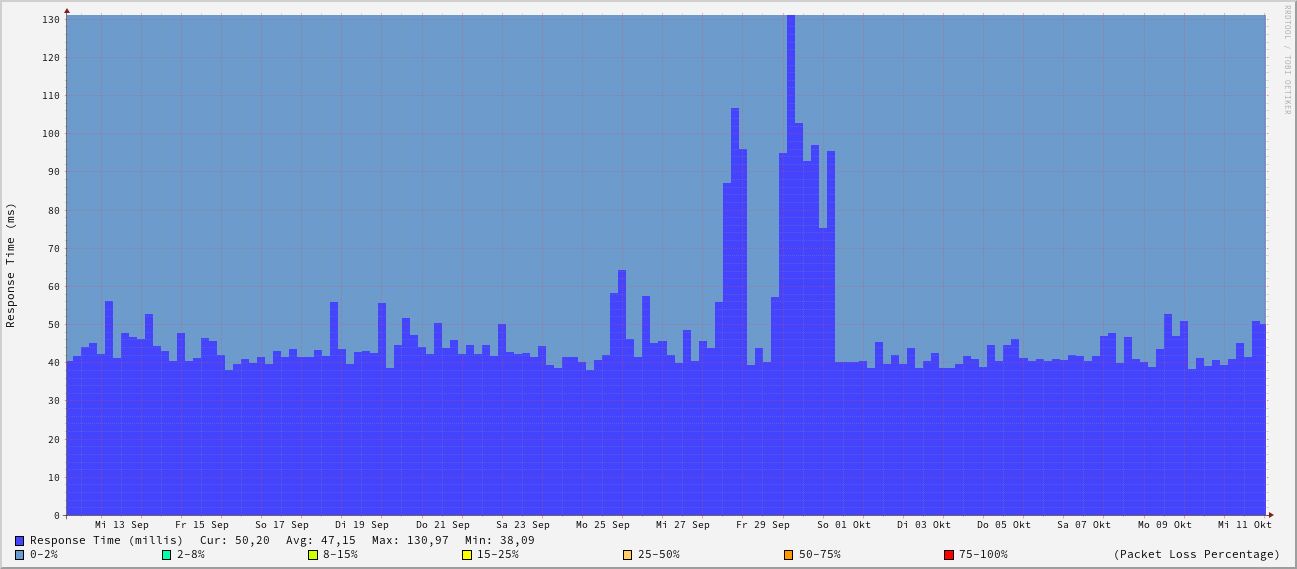 RRDTOOL / TOBI OETIKER
Response Time (ms)
130
120
110
100
90
80
70
60
50
40
30
20
10
0
Mi 13 Sep Fr 15 Sep So 17 Sep Di 19 Sep Do 21 Sep Sa 23 Sep Mo 25 Sep Mi 27 Sep Fr 29 Sep So 01 Okt Di 03 Okt Do 05 Okt Sa 07 Okt Mo 09 Okt Mi 11 Okt
Response Time (millis) Cur: 50,20 Avg: 47,15 Max: 130,97 Min: 38,09
0-2% 2-8% 8-15% 15-25% 25-50% 50-75% 75-100% (Packet Loss Percentage)